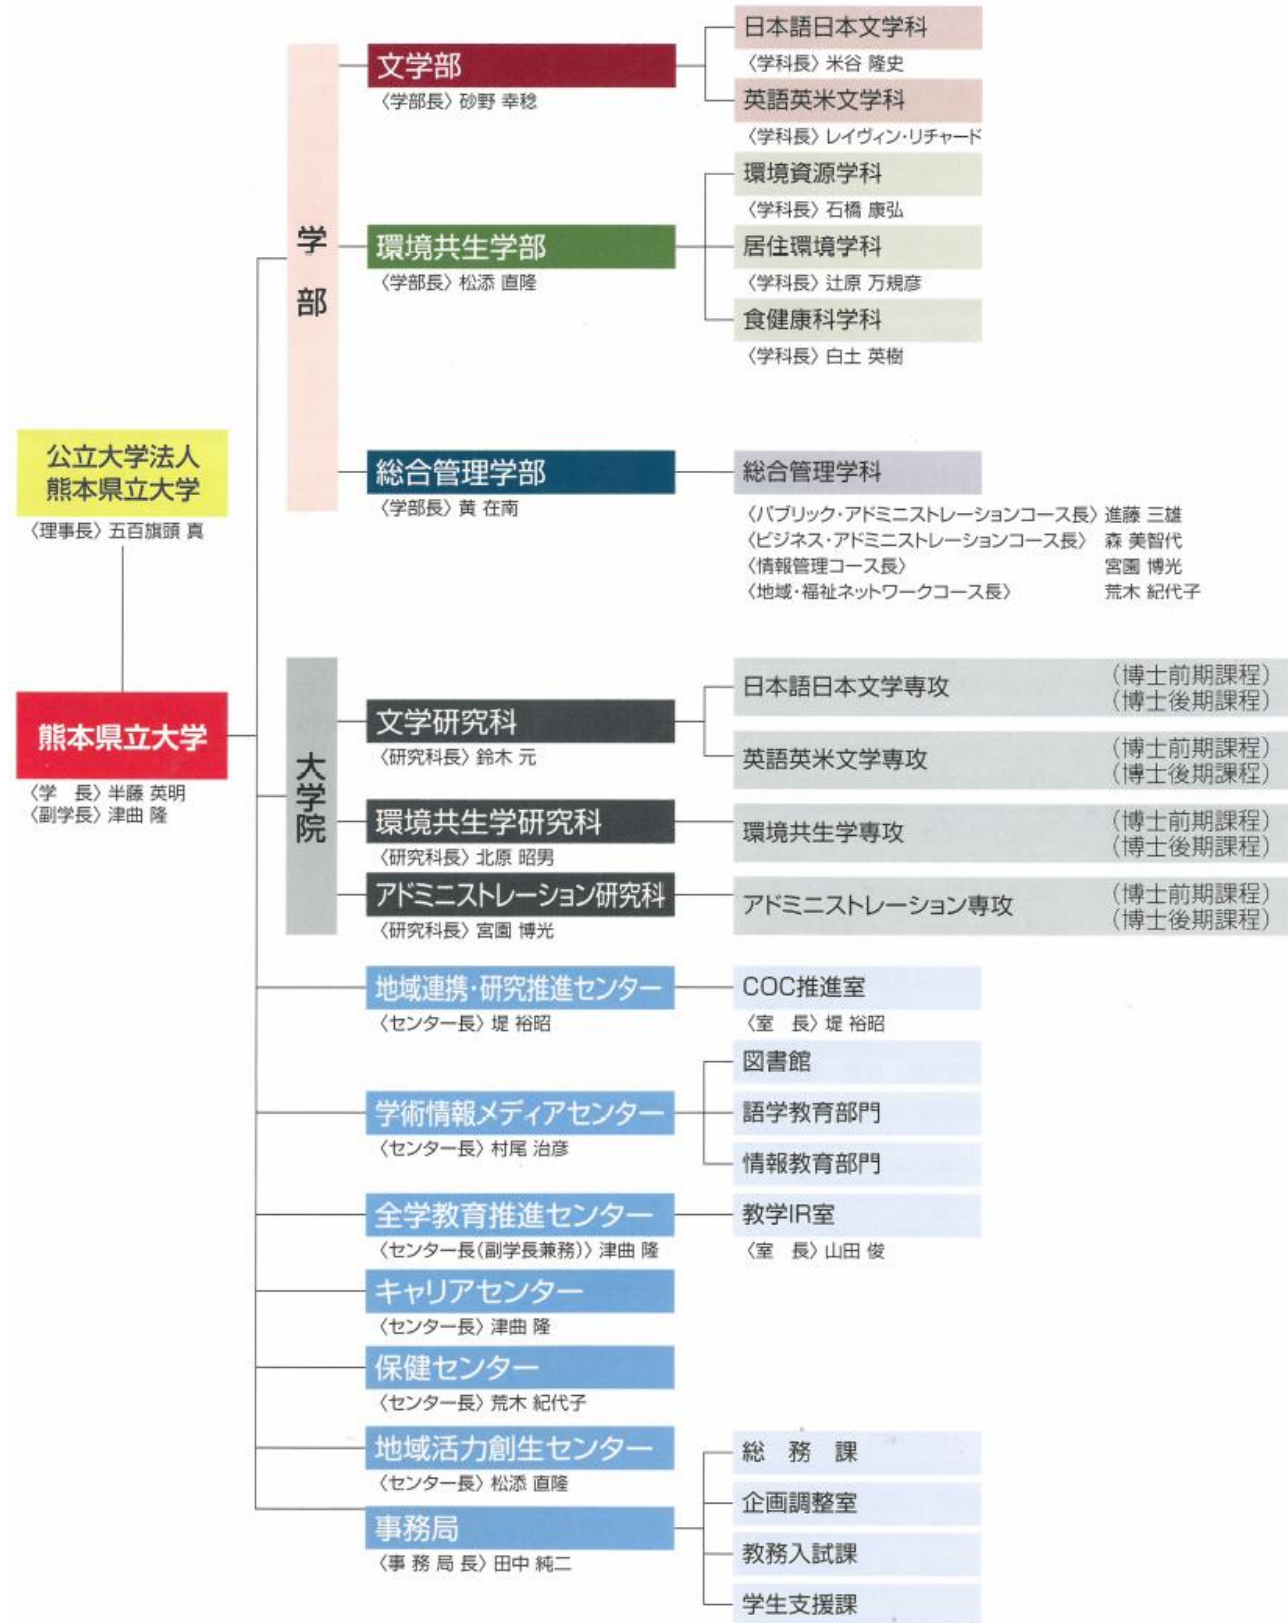 公立大学法人
熊本県立大学
〈理事長〉 五百旗頭 真
熊本県立大学
〈学　長〉 半藤 英明
〈副学長〉 津曲 隆
学部
文学部
〈学部長〉 砂野 幸稔
日本語日本文学科
〈学科長〉 米谷 隆史
英語英米文学科
〈学科長〉 レイヴィン・リチャード
環境共生学部
〈学部長〉 松添 直隆
環境資源学科
〈学科長〉 石橋 康弘
居住環境学科
〈学科長〉 辻原 万規彦
食健康科学科
〈学科長〉 白土 英樹
総合管理学部
〈学部長〉 黄 在南
総合管理学科
〈パブリック・アドミニストレーションコース長〉 進藤 三雄
〈ビジネス・アドミニストレーションコース長〉 森 美智代
〈情報管理コース長〉 宮園 博光
〈地域・福祉ネットワークコース長〉 荒木 紀代子
大学院
文学研究科
〈研究科長〉 鈴木 元
日本語日本文学専攻
(博士前期課程)
(博士後期課程)
英語英米文学専攻
(博士前期課程)
(博士後期課程)
環境共生学研究科
〈研究科長〉 北原 昭男
環境共生学専攻
(博士前期課程)
(博士後期課程)
アドミニストレーション研究科
〈研究科長〉 宮園 博光
アドミニストレーション専攻
(博士前期課程)
(博士後期課程)
地域連携・研究推進センター
〈センター長〉 堤 裕昭
COC推進室
〈室　長〉 堤 裕昭
学術情報メディアセンター
〈センター長〉 村尾 治彦
図書館
語学教育部門
情報教育部門
全学教育推進センター
〈センター長(副学長兼務)〉 津曲 隆
教学IR室
〈室　長〉 山田 俊
キャリアセンター
〈センター長〉 津曲 隆
保健センター
〈センター長〉 荒木 紀代子
地域活力創生センター
〈センター長〉 松添 直隆
事務局
〈事 務 局 長〉 田中 純二
総　務　課
企画調整室
教務入試課
学生支援課